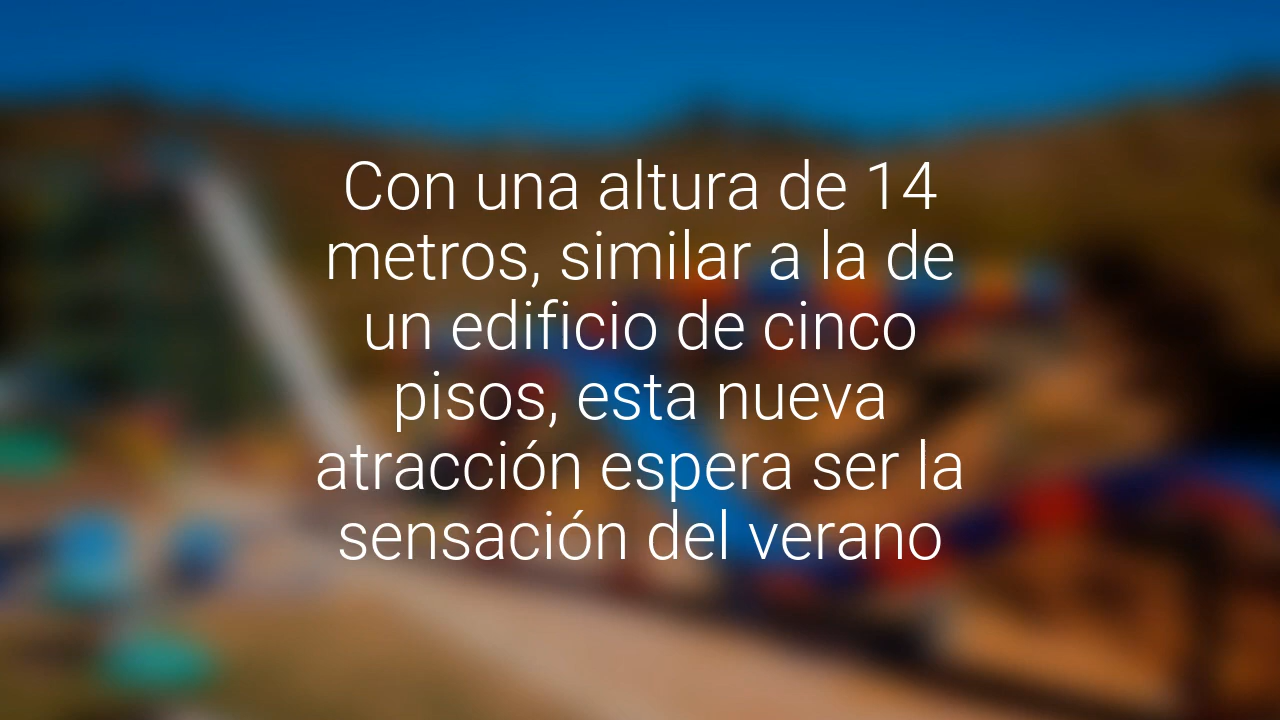 Con una altura de 14
metros, similar a la de
un edificio de cinco
pisos, esta nueva
atracción espera ser la
sensación del verano